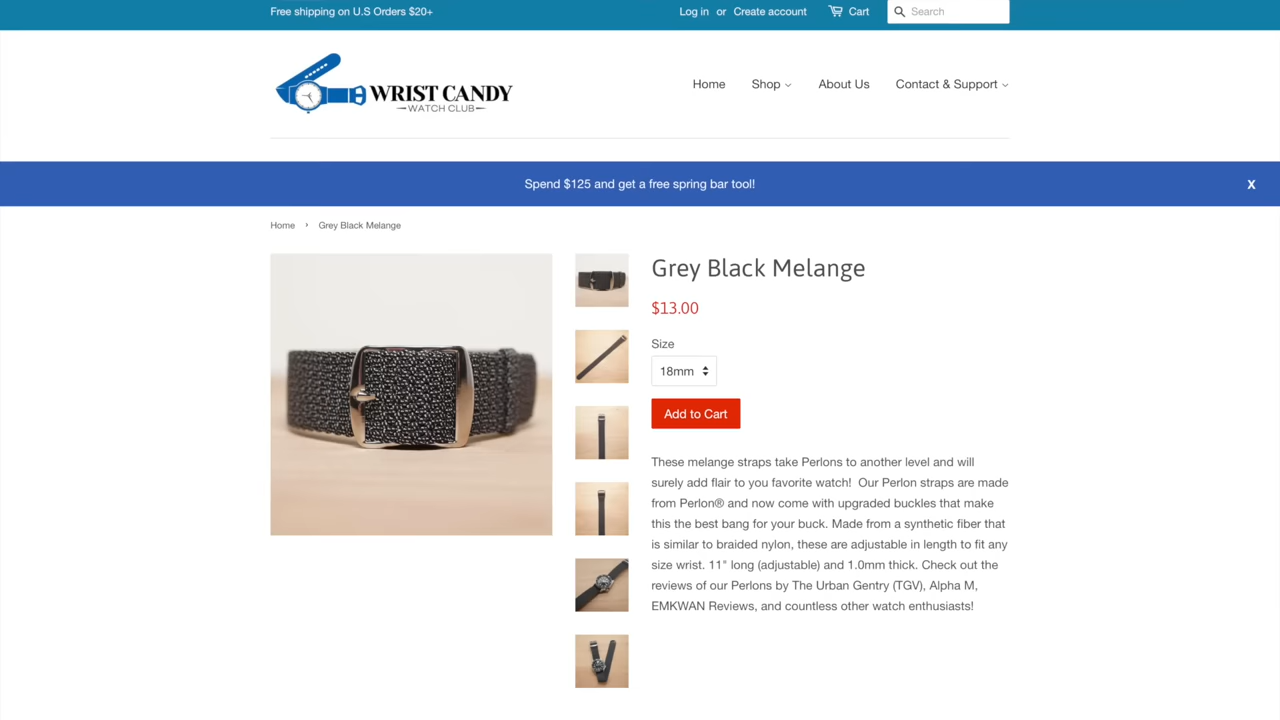 Free shipping on U.S Orders $20+
Log in or Create account Cart Search
WRIST CANDY
WATCH CLUB
Home Shop About Us Contact & Support
Spend $125 and get a free spring bar tool! X
Home › Grey Black Melange
Grey Black Melange
$13.00
Size
18mm
Add to Cart
These melange straps take Perlons to another level and will
surely add flair to you favorite watch!  Our Perlon straps are made
from Perlon® and now come with upgraded buckles that make
this the best bang for your buck. Made from a synthetic fiber that
is similar to braided nylon, these are adjustable in length to fit any
size wrist. 11" long (adjustable) and 1.0mm thick. Check out the
reviews of our Perlons by The Urban Gentry (TGV), Alpha M,
EMKWAN Reviews, and countless other watch enthusiasts!